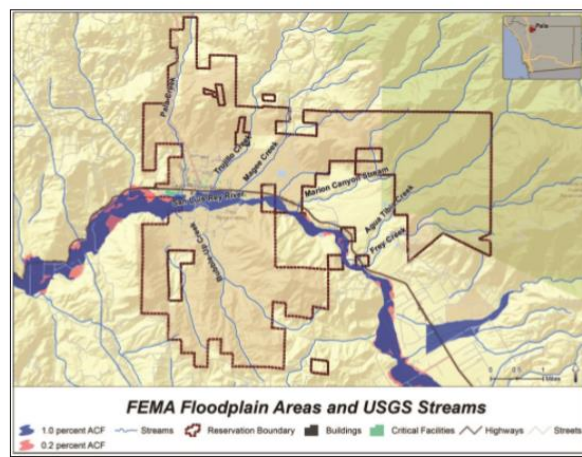 Pala
Pala Creek
Trujillo Creek
Magee Creek
Marion Canyon Stream
San Luis Rey River
Agua Tibia Creek
Frey Creek
FEMA Floodplain Areas and USGS Streams
1.0 percent ACF
Streams
Reservation Boundary
Buildings
Critical Facilities
Highways
Streets
0.2 percent ACF